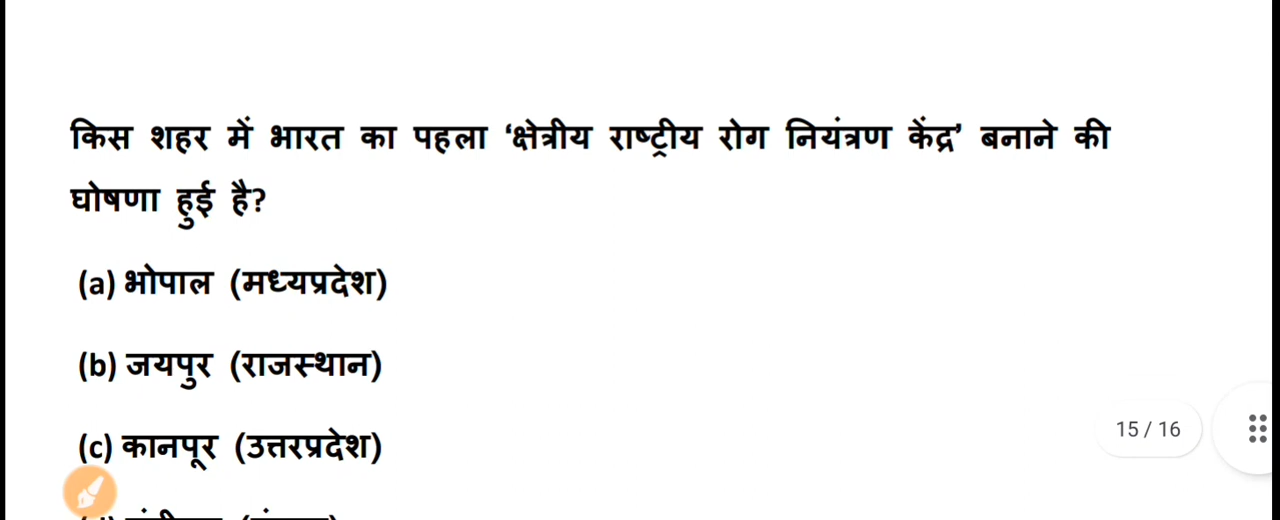 किस शहर में भारत का पहला ‘क्षेत्रीय राष्ट्रीय रोग नियंत्रण केंद्र’ बनाने की
घोषणा हुई है?
(a) भोपाल (मध्यप्रदेश)
(b) जयपुर (राजस्थान)
15 / 16
(c) कानपूर (उत्तरप्रदेश)